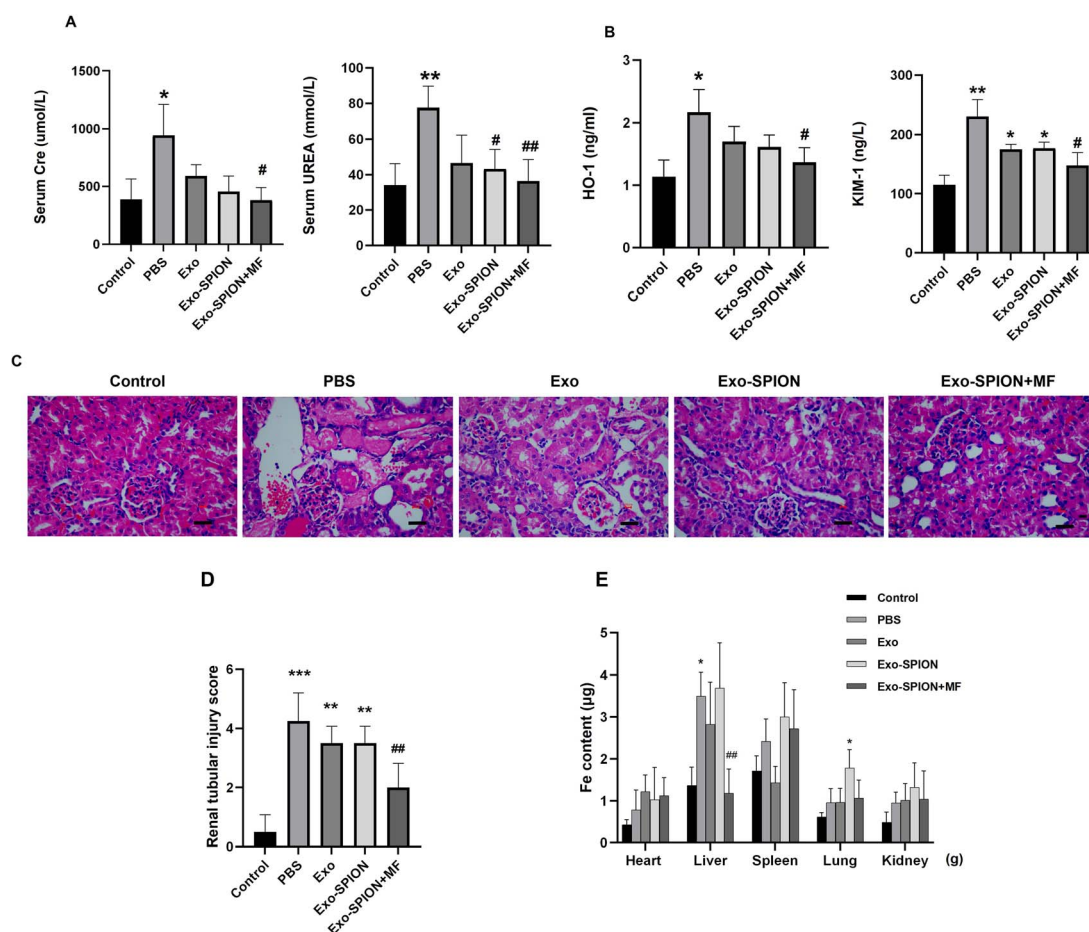 A
Serum Cre (umol/L)
1500
1000
500
0
*
#
Control
PBS
Exo
Exo-SPION
Exo-SPION+MF
Serum UREA (mmol/L)
100
80
60
40
20
0
**
#
##
Control
PBS
Exo
Exo-SPION
Exo-SPION+MF
B
HO-1 (ng/ml)
3
2
1
0
*
#
Control
PBS
Exo
Exo-SPION
Exo-SPION+MF
KIM-1 (ng/L)
300
200
100
0
**
*
*
#
Control
PBS
Exo
Exo-SPION
Exo-SPION+MF
C
Control
PBS
Exo
Exo-SPION
Exo-SPION+MF
D
Renal tubular injury score
6
4
2
0
***
**
**
##
Control
PBS
Exo
Exo-SPION
Exo-SPION+MF
E
Control
PBS
Exo
Exo-SPION
Exo-SPION+MF
Fe content (μg)
5
4
3
2
1
0
*
##
*
Heart
Liver
Spleen
Lung
Kidney
(g)